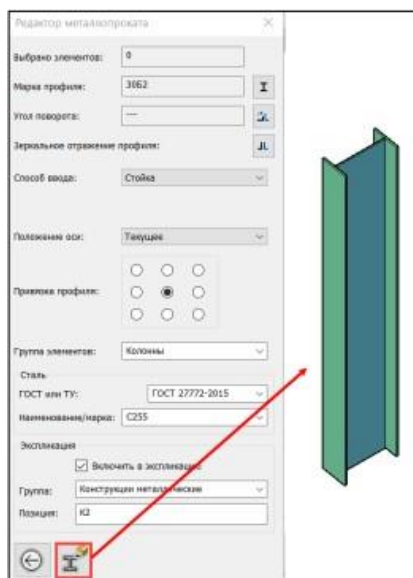 Редактор металлопроката
Выбрано элементов: 0
Марка профиля: 30Б2
Угол поворота: ---
Зеркальное отражение профиля:
Способ ввода: Стойка
Положение оси: Текущее
Привязка профиля:
Группа элементов: Колонны
Сталь
ГОСТ или ТУ: ГОСТ 27772-2015
Наименование/марка: С255
Экспликация
Включить в экспликацию
Группа: Конструкции металлические
Позиция: К2